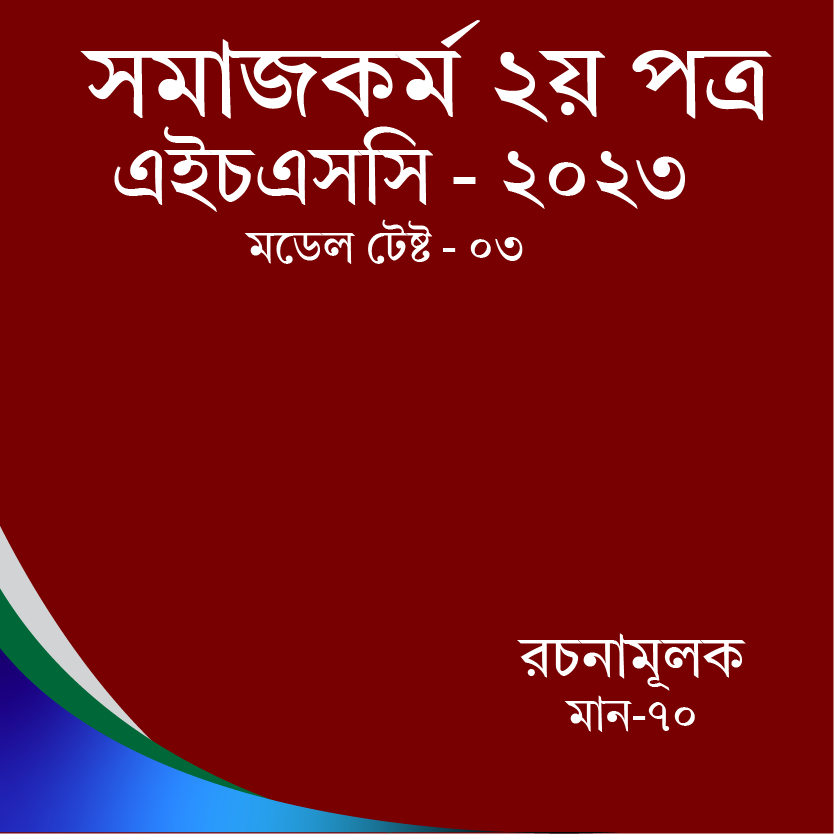 সমাজকর্ম ২য় পত্র
এইচএসসি - ২০২৩
মডেল টেষ্ট - ০৩
রচনামূলক
মান-৭০